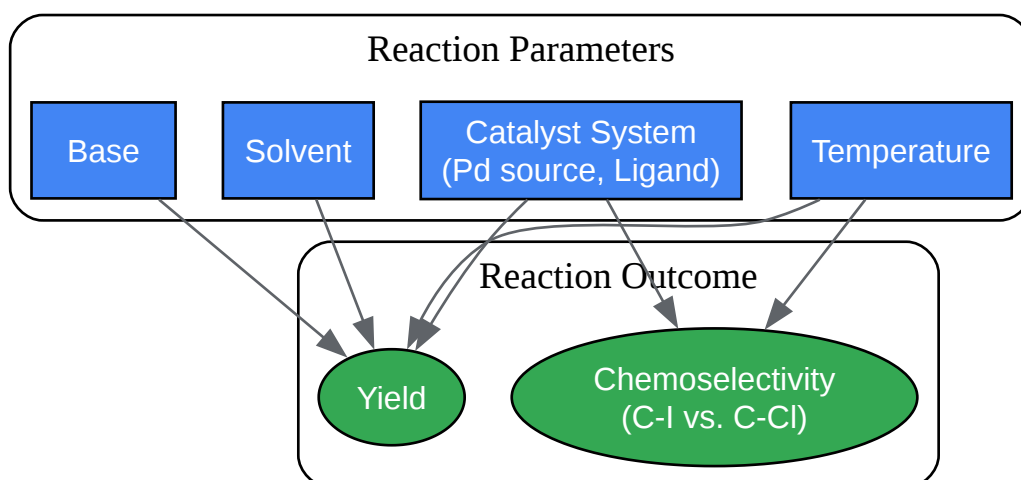 Reaction Parameters
Base
Solvent
Catalyst System
(Pd source, Ligand)
Temperature
Reaction Outcome
Yield
Chemoselectivity
(C-I vs. C-Cl)